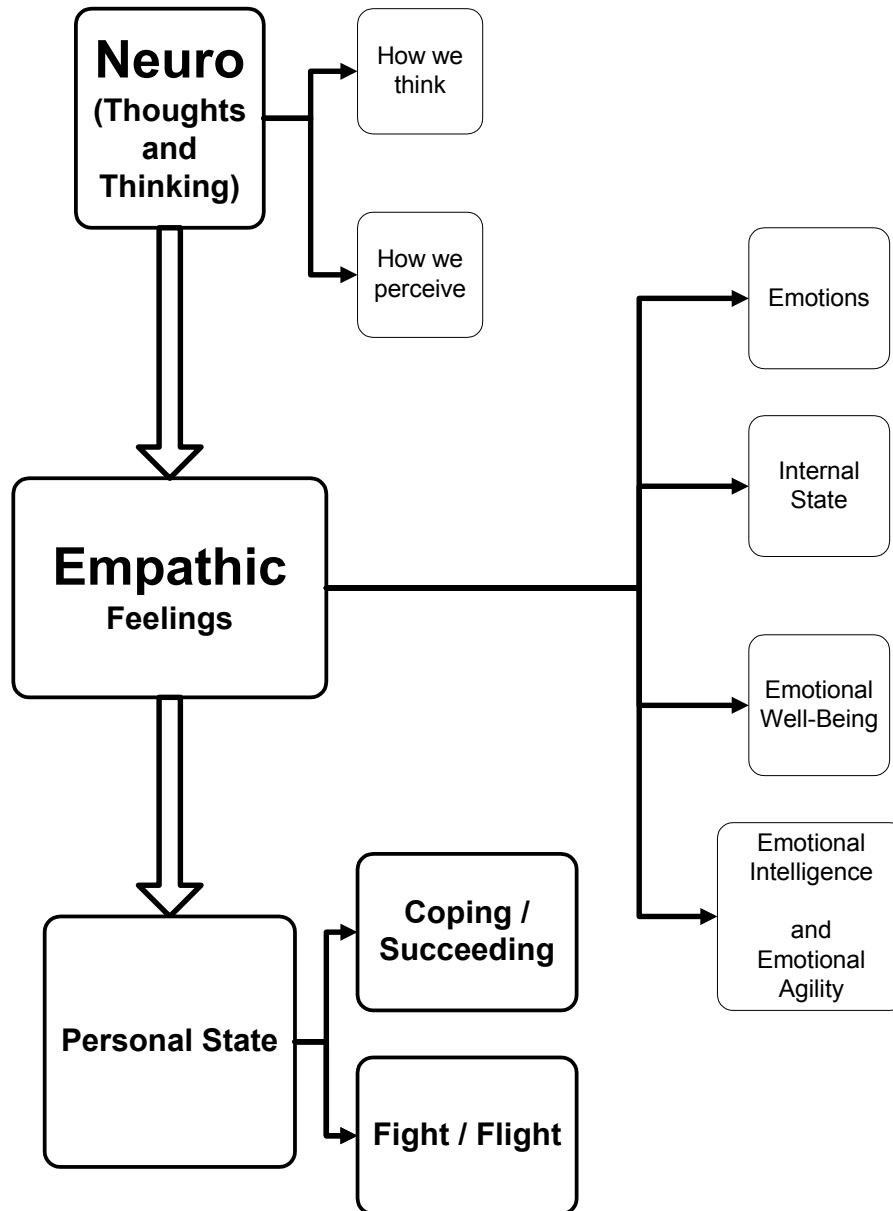 Neuro
(Thoughts
and
Thinking)
How we
think
How we
perceive
Emotions
Internal
State
Empathic
Feelings
Emotional
Well-Being
Emotional
Intelligence
and
Emotional
Agility
Coping /
Succeeding
Personal State
Fight / Flight